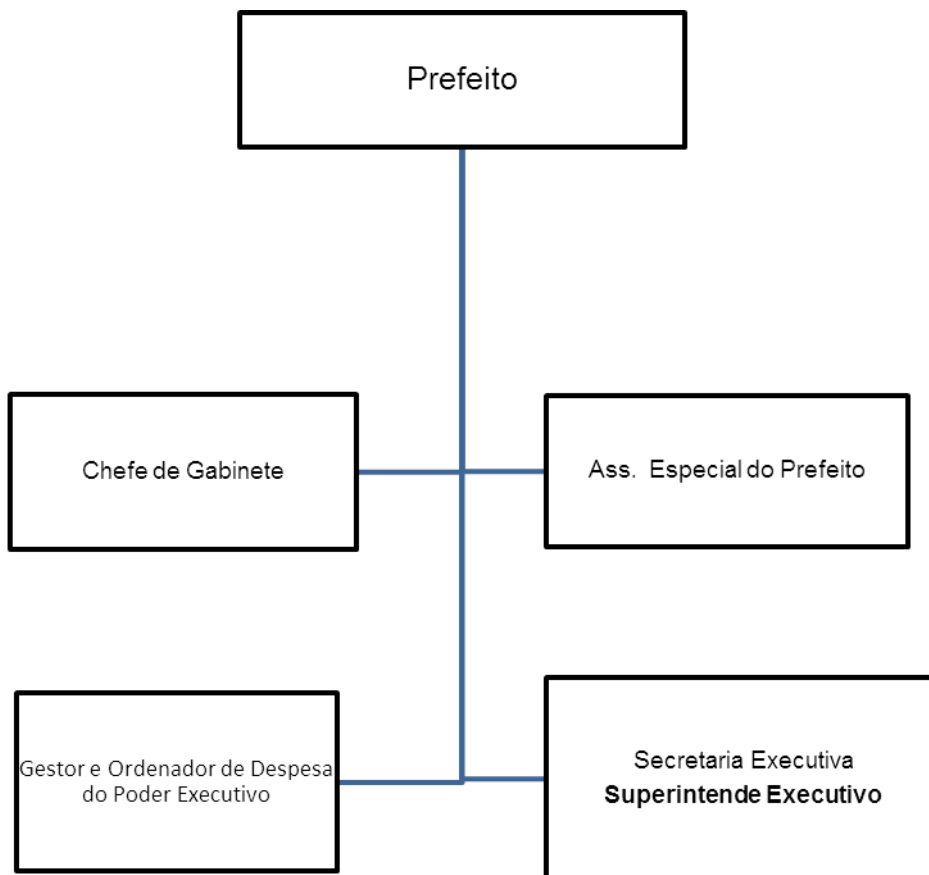 Prefeito
Chefe de Gabinete
Ass. Especial do Prefeito
Gestor e Ordenador de Despesa
do Poder Executivo
Secretaria Executiva
Superintende Executivo